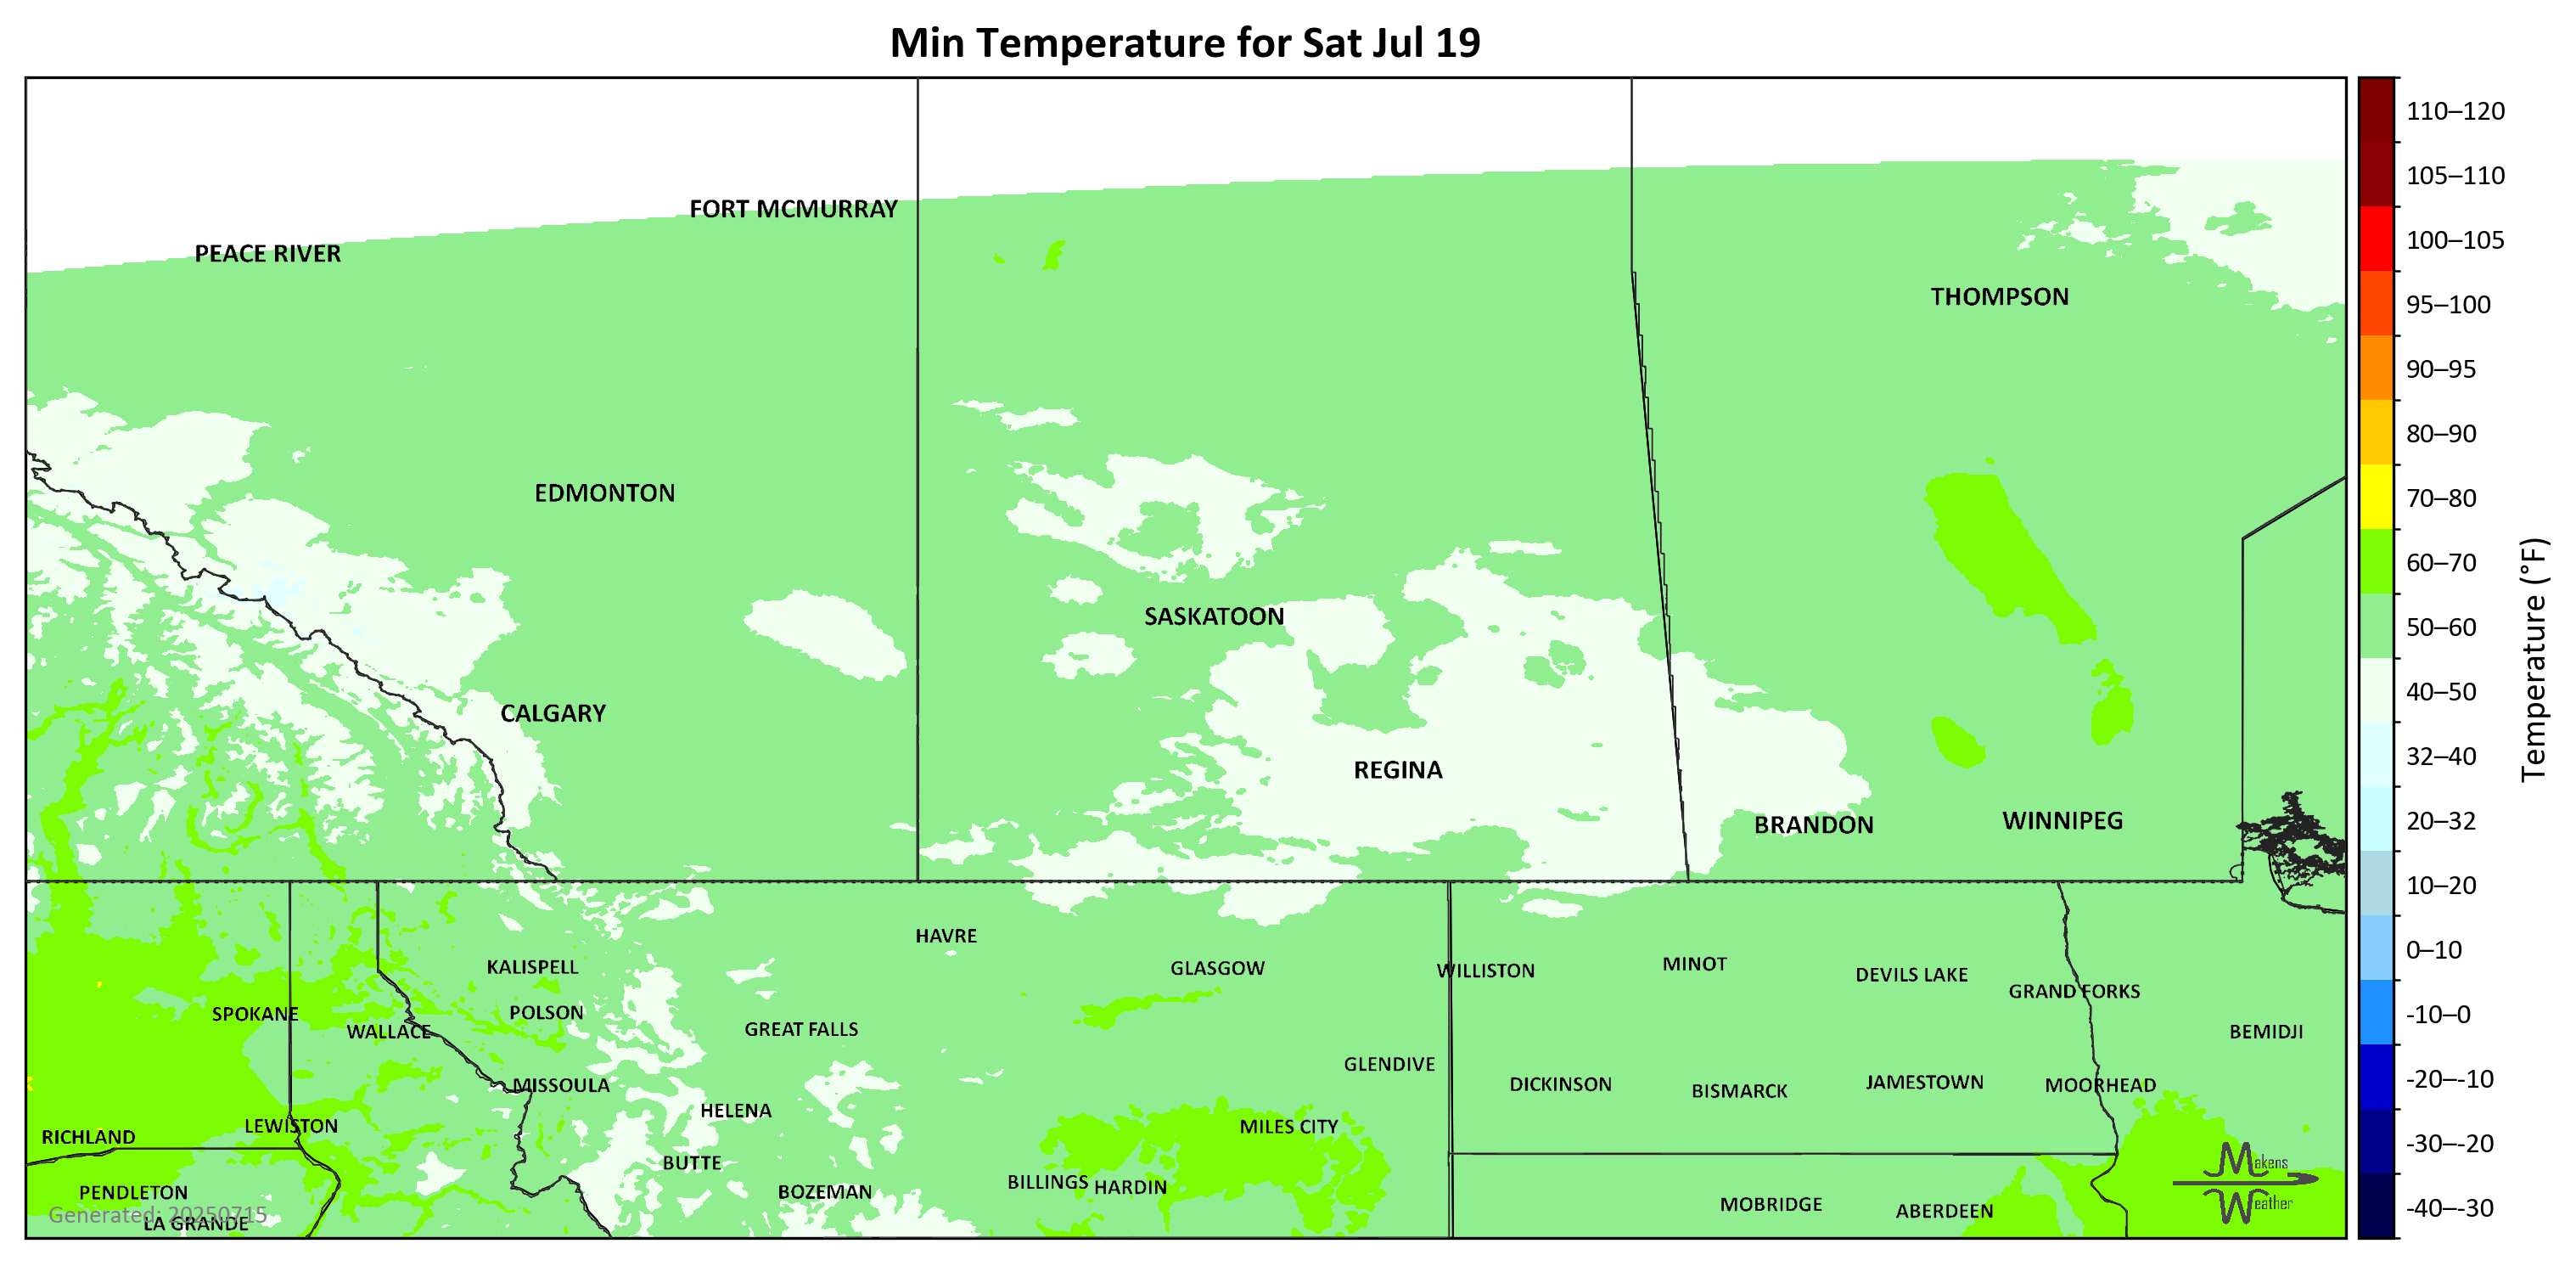 Min Temperature for Sat Jul 19
FORT MCMURRAY
PEACE RIVER
THOMPSON
EDMONTON
SASKATOON
CALGARY
REGINA
BRANDON
WINNIPEG
HAVRE
KALISPELL
GLASGOW
WILLISTON
MINOT
DEVILS LAKE
GRAND FORKS
SPOKANE
POLSON
WALLACE
GREAT FALLS
BEMIDJI
GLENDIVE
MISSOULA
DICKINSON
BISMARCK
JAMESTOWN
MOORHEAD
HELENA
LEWISTON
RICHLAND
MILES CITY
BUTTE
BILLINGS
HARDIN
BOZEMAN
PENDLETON
MOBRIDGE
ABERDEEN
LA GRANDE
Generated: 20250715
Makens
Weather
110–120
105–110
100–105
95–100
90–95
80–90
70–80
60–70
50–60
40–50
32–40
20–32
10–20
0–10
-10–0
-20–-10
-30–-20
-40–-30
Temperature (°F)